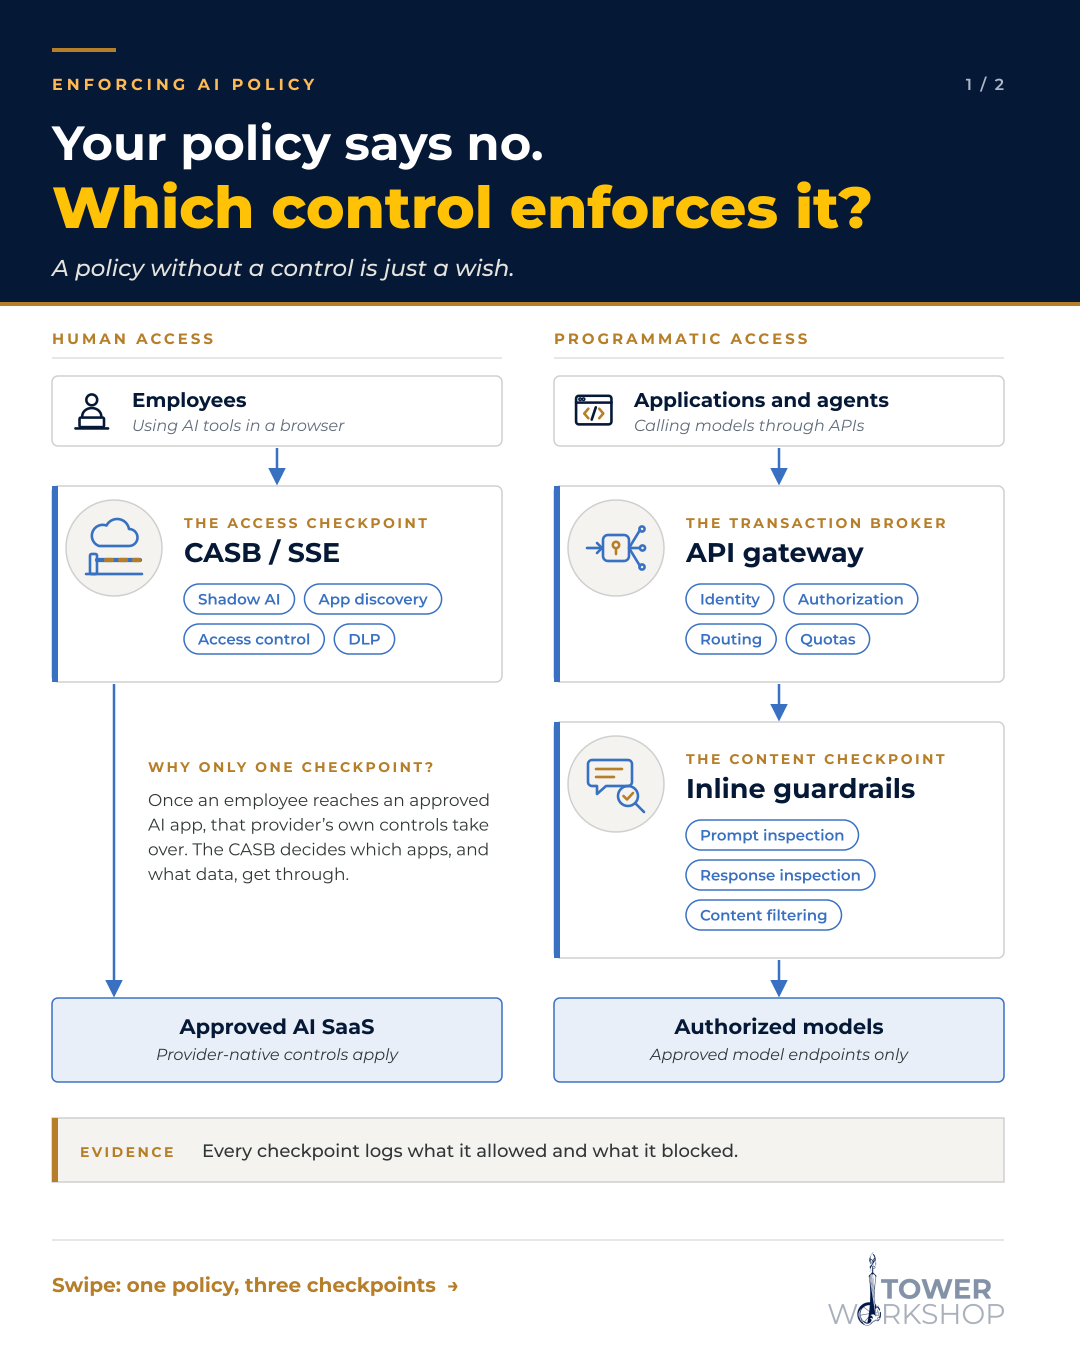 ENFORCING AI POLICY
1 / 2
Your policy says no.
Which control enforces it?
A policy without a control is just a wish.
HUMAN ACCESS
Employees
Using AI tools in a browser
THE ACCESS CHECKPOINT
CASB / SSE
Shadow AI
App discovery
Access control
DLP
WHY ONLY ONE CHECKPOINT?
Once an employee reaches an approved
AI app, that provider’s own controls take
over. The CASB decides which apps, and
what data, get through.
Approved AI SaaS
Provider-native controls apply
PROGRAMMATIC ACCESS
Applications and agents
Calling models through APIs
THE TRANSACTION BROKER
API gateway
Identity
Authorization
Routing
Quotas
THE CONTENT CHECKPOINT
Inline guardrails
Prompt inspection
Response inspection
Content filtering
Authorized models
Approved model endpoints only
EVIDENCE Every checkpoint logs what it allowed and what it blocked.
Swipe: one policy, three checkpoints →
TOWER
WORKSHOP